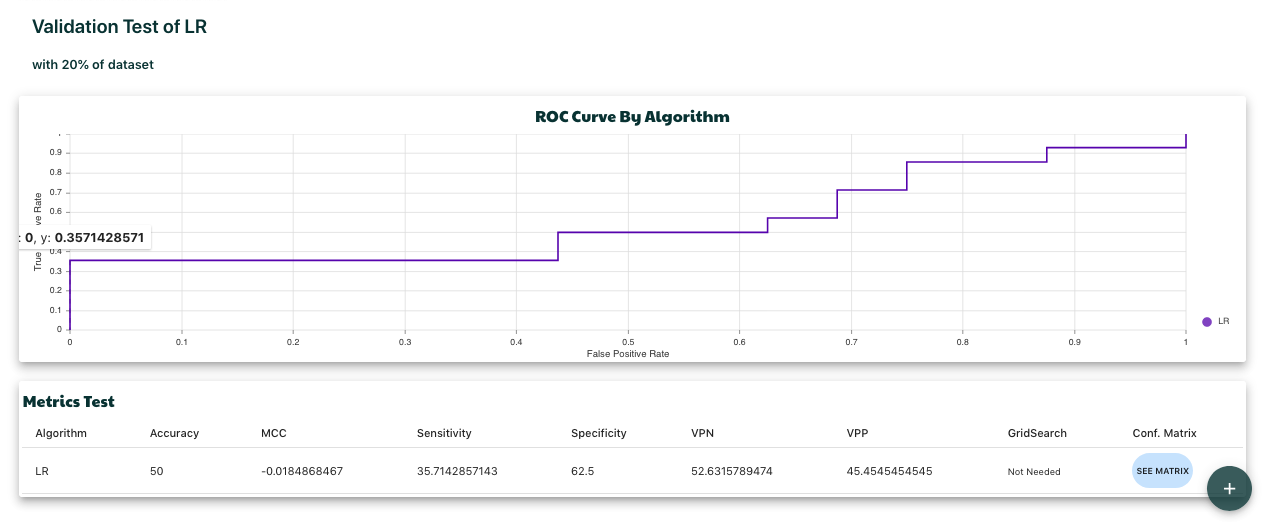 Validation Test of LR
with 20% of dataset
ROC Curve By Algorithm
0.9
0.8
0.7
0.6
: 0, y: 0.3571428571
0.4
0.3
0.2
0.1
0
True
ve Rate
0 0.1 0.2 0.3 0.4 0.5 0.6 0.7 0.8 0.9 1
False Positive Rate
LR
Metrics Test
Algorithm Accuracy MCC Sensitivity Specificity VPN VPP GridSearch Conf. Matrix
LR 50 -0.0184868467 35.7142857143 62.5 52.6315789474 45.4545454545 Not Needed SEE MATRIX
+